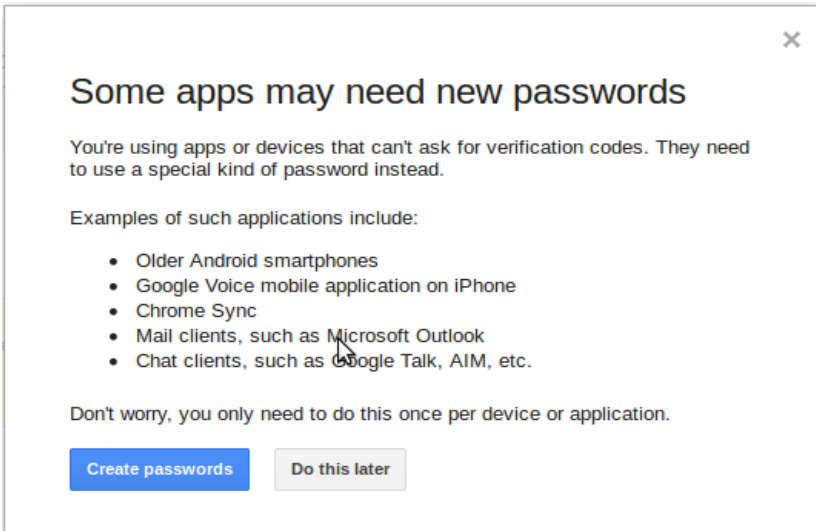 Some apps may need new passwords
You're using apps or devices that can't ask for verification codes. They need
to use a special kind of password instead.
Examples of such applications include:
• Older Android smartphones
• Google Voice mobile application on iPhone
• Chrome Sync
• Mail clients, such as Microsoft Outlook
• Chat clients, such as Google Talk, AIM, etc.
Don't worry, you only need to do this once per device or application.
Create passwords Do this later